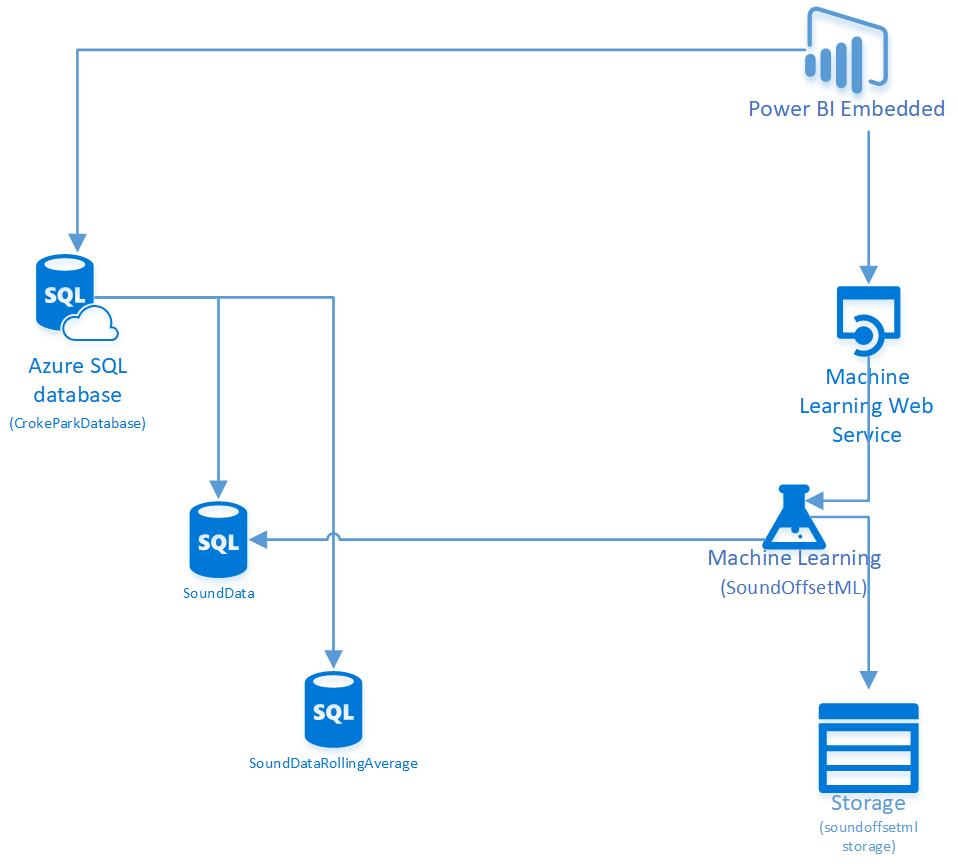 Power BI Embedded
SQL
Azure SQL
database
(CrokeParkDatabase)
Machine
Learning Web
Service
SQL
SoundData
Machine Learning
(SoundOffsetML)
SQL
SoundDataRollingAverage
Storage
(soundoffsetml
storage)